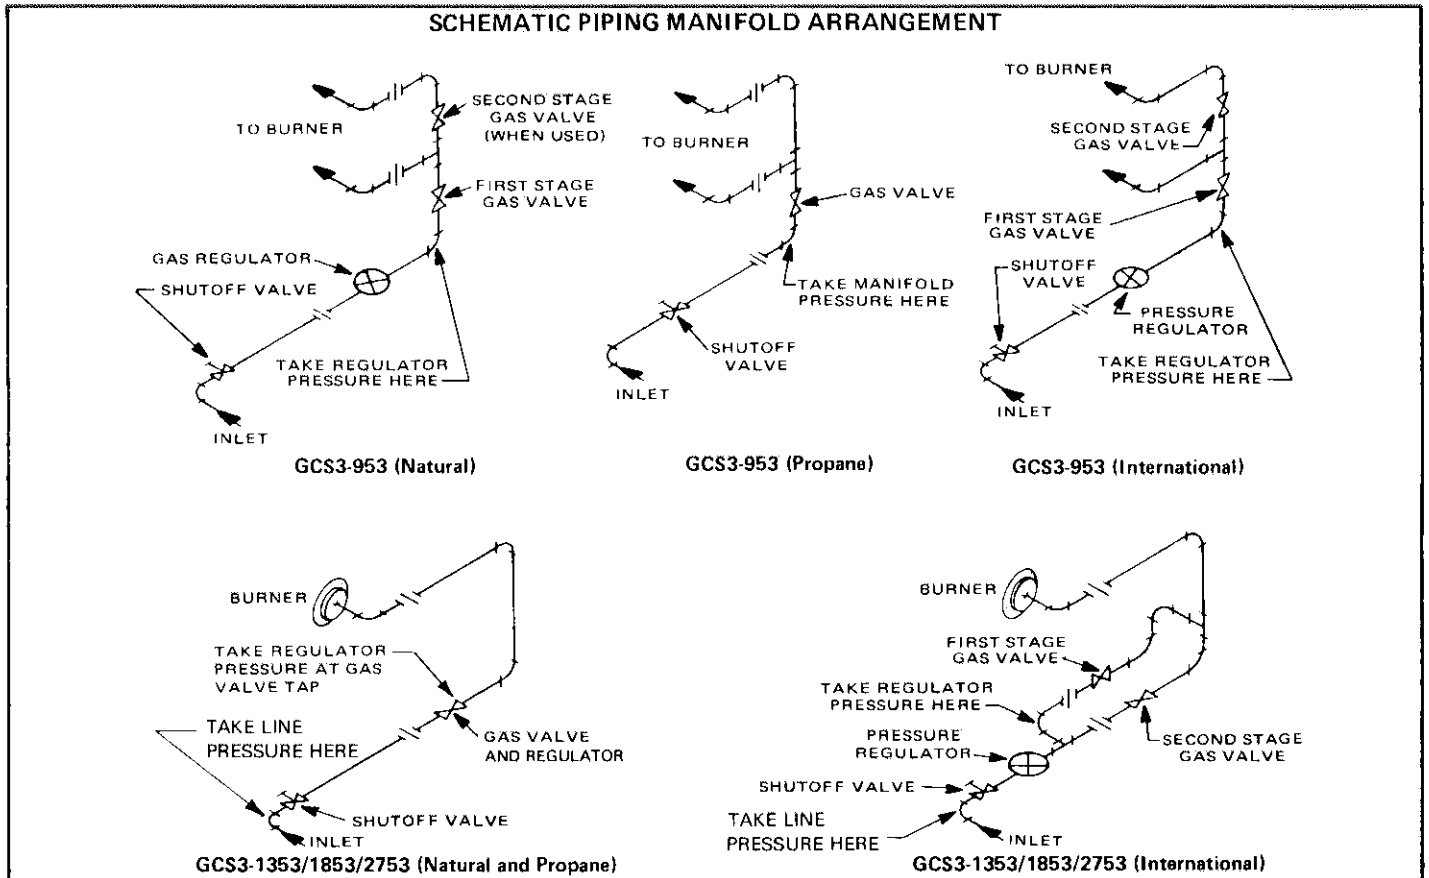 SCHEMATIC PIPING MANIFOLD ARRANGEMENT
TO BURNER
SECOND STAGE
GAS VALVE
(WHEN USED)
FIRST STAGE
GAS VALVE
GAS REGULATOR
SHUTOFF VALVE
TAKE REGULATOR
PRESSURE HERE
INLET
GCS3-953 (Natural)
TO BURNER
GAS VALVE
TAKE MANIFOLD
PRESSURE HERE
SHUTOFF
VALVE
INLET
GCS3-953 (Propane)
TO BURNER
SECOND STAGE
GAS VALVE
FIRST STAGE
GAS VALVE
SHUTOFF
VALVE
PRESSURE
REGULATOR
TAKE REGULATOR
PRESSURE HERE
INLET
GCS3-953 (International)
BURNER
TAKE REGULATOR
PRESSURE AT GAS
VALVE TAP
TAKE LINE
PRESSURE HERE
GAS VALVE
AND REGULATOR
SHUTOFF VALVE
INLET
GCS3-1353/1853/2753 (Natural and Propane)
BURNER
FIRST STAGE
GAS VALVE
TAKE REGULATOR
PRESSURE HERE
PRESSURE
REGULATOR
SECOND STAGE
GAS VALVE
SHUTOFF VALVE
TAKE LINE
PRESSURE HERE
INLET
GCS3-1353/1853/2753 (International)